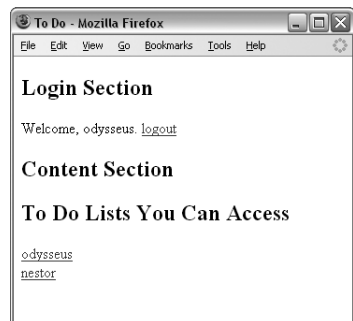 To Do - Mozilla Firefox
File Edit View Go Bookmarks Tools Help
Login Section
Welcome, odysseus. logout
Content Section
To Do Lists You Can Access
odysseus
nestor